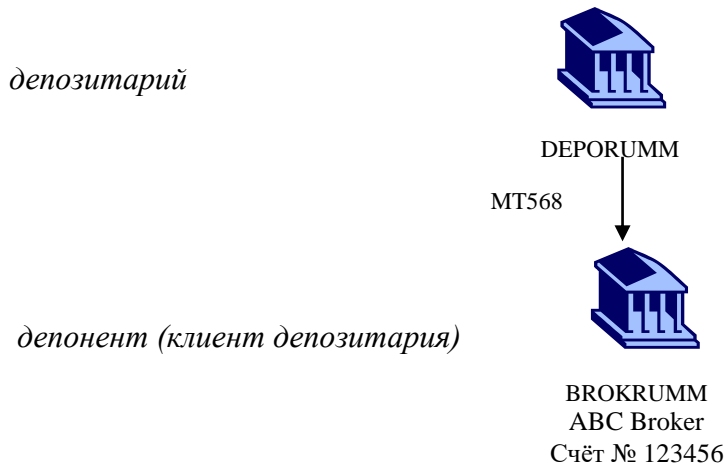 депозитарий
DEPORUMM
MT568
депонент (клиент депозитария)
BROKRUMM
ABC Broker
Счёт № 123456